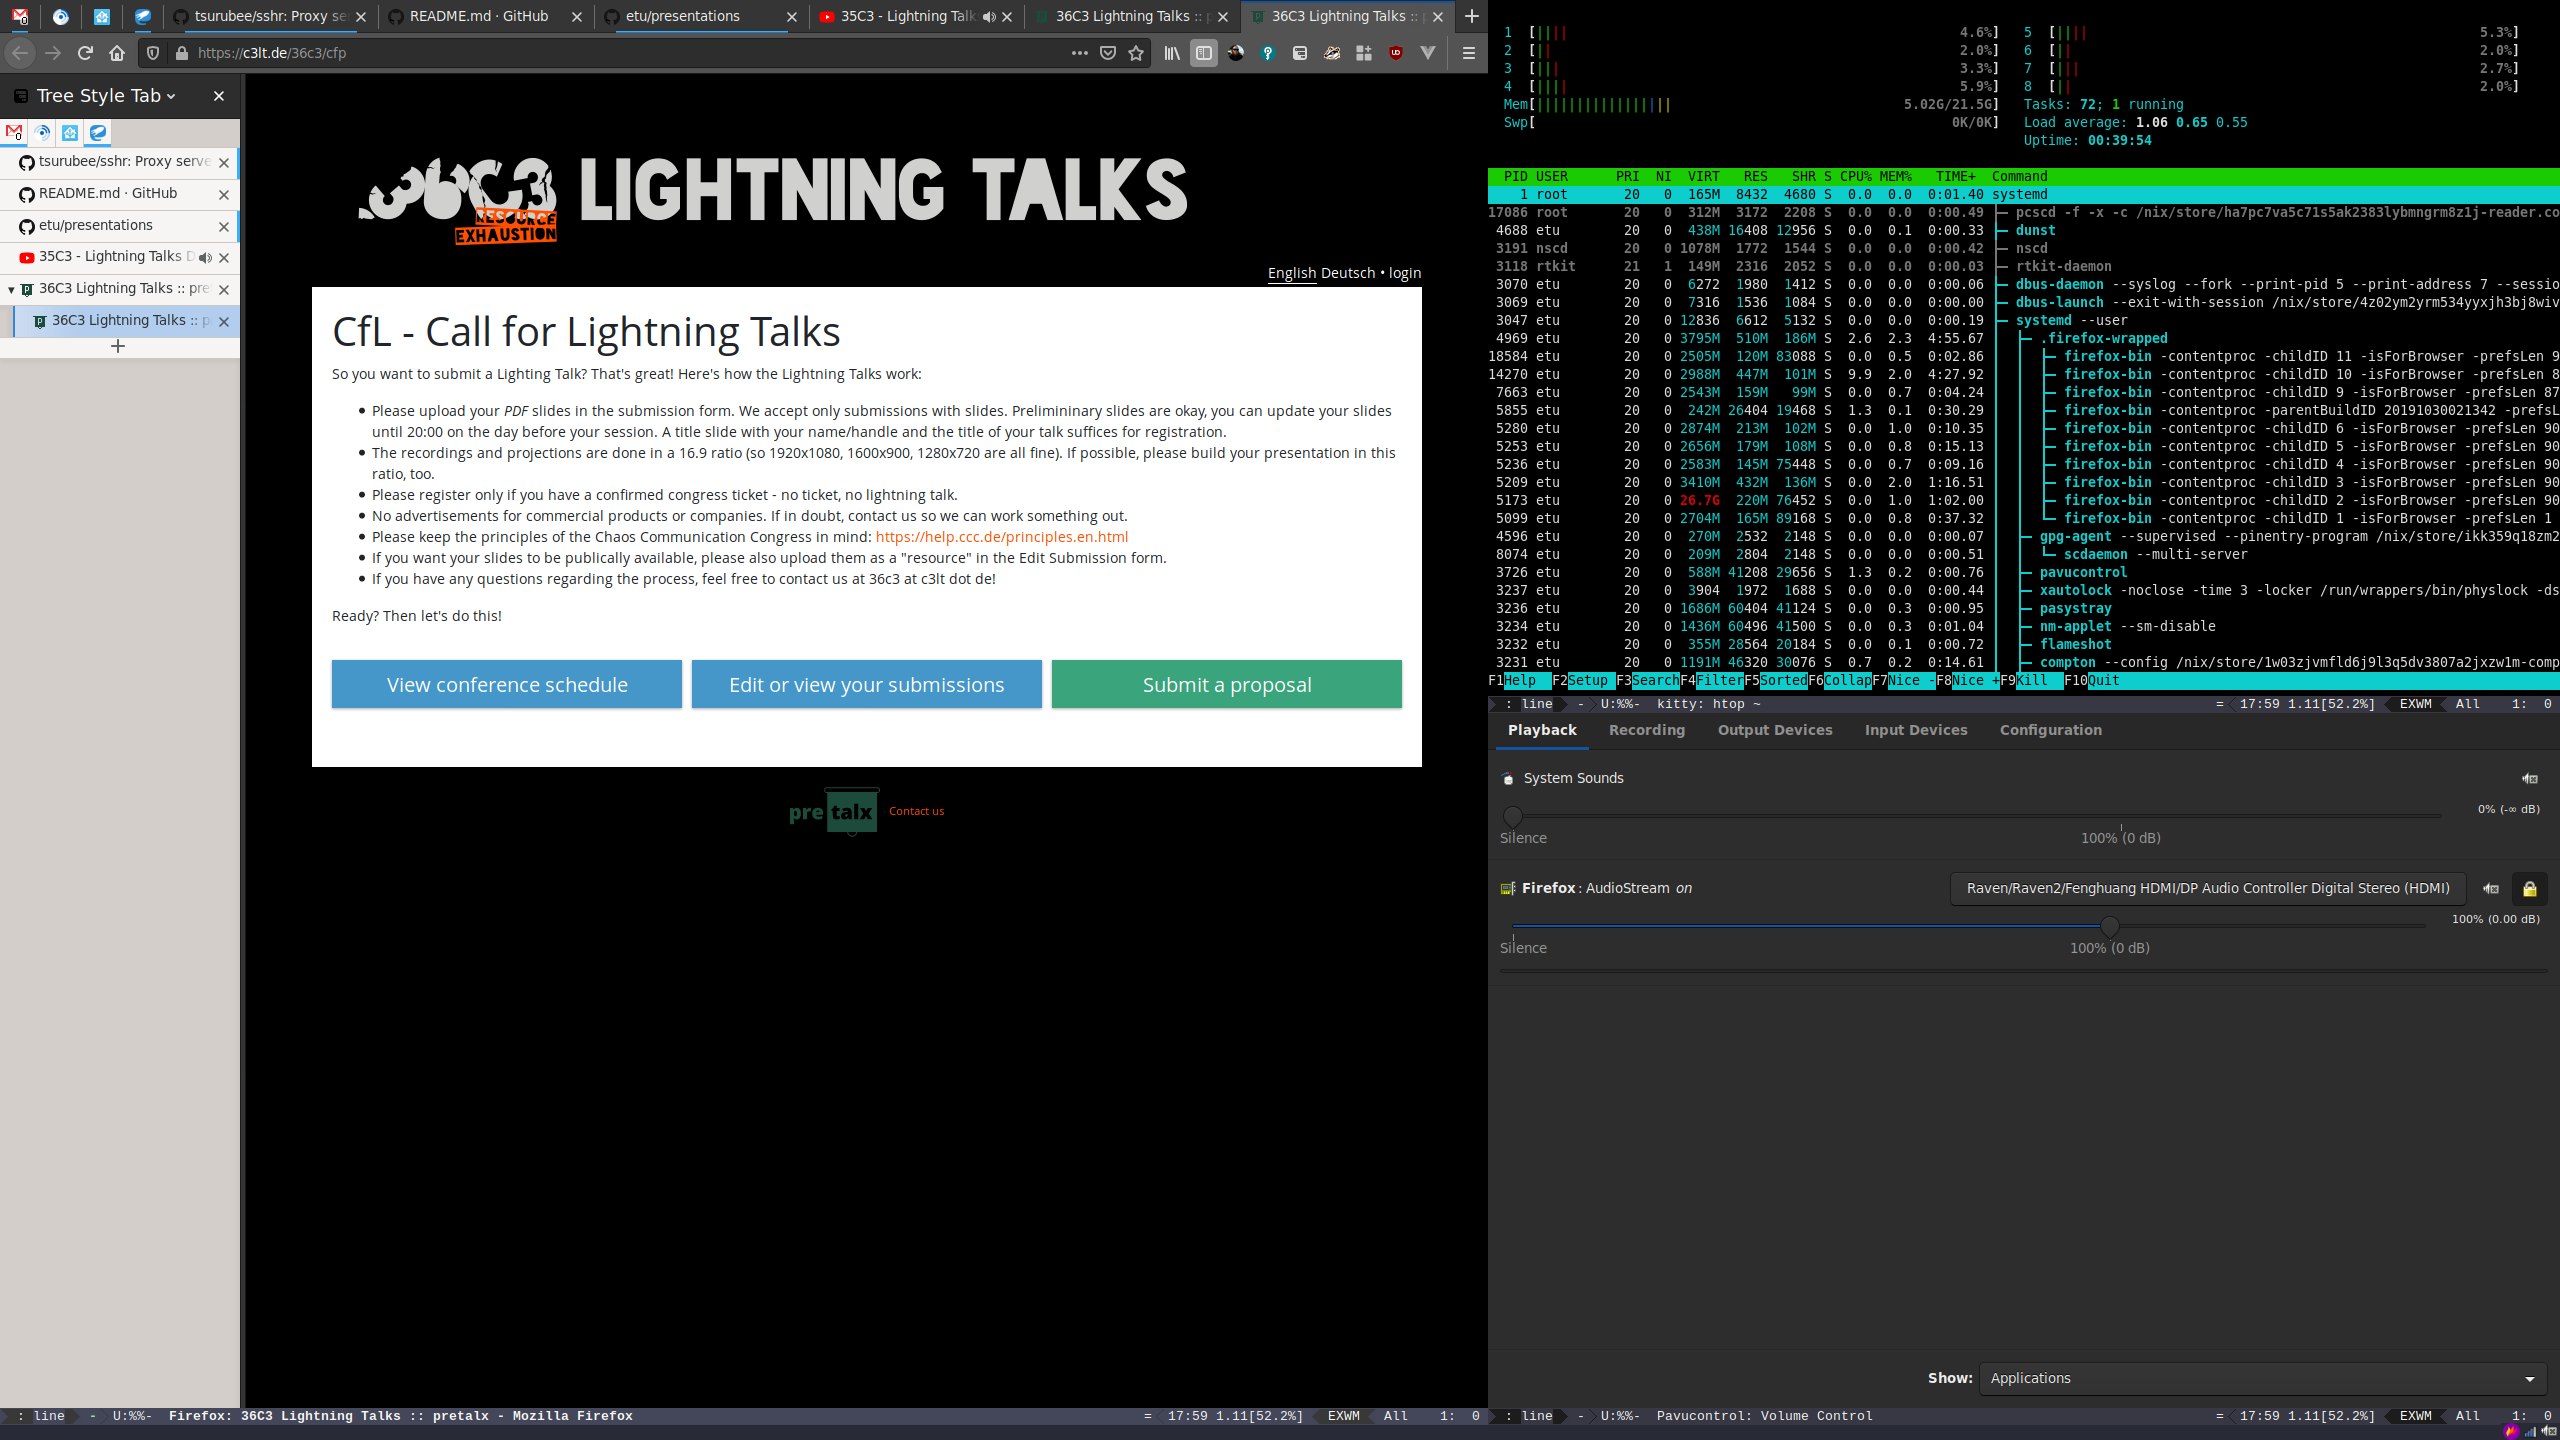 tsurubee/sshr: Proxy se
README.md · GitHub
etu/presentations
35C3 - Lightning Talk
36C3 Lightning Talks :: p
36C3 Lightning Talks :: p
https://c3lt.de/36c3/cfp
Tree Style Tab
tsurubee/sshr: Proxy serve
README.md · GitHub
etu/presentations
35C3 - Lightning Talks D
36C3 Lightning Talks :: pre
36C3 Lightning Talks :: p
36C3 LIGHTNING TALKS
RESOURCE
EXHAUSTION
English Deutsch • login
CfL - Call for Lightning Talks
So you want to submit a Lighting Talk? That's great! Here's how the Lightning Talks work:
Please upload your PDF slides in the submission form. We accept only submissions with slides. Prelimininary slides are okay, you can update your slides
until 20:00 on the day before your session. A title slide with your name/handle and the title of your talk suffices for registration.
The recordings and projections are done in a 16.9 ratio (so 1920x1080, 1600x900, 1280x720 are all fine). If possible, please build your presentation in this
ratio, too.
Please register only if you have a confirmed congress ticket - no ticket, no lightning talk.
No advertisements for commercial products or companies. If in doubt, contact us so we can work something out.
Please keep the principles of the Chaos Communication Congress in mind: https://help.ccc.de/principles.en.html
If you want your slides to be publically available, please also upload them as a "resource" in the Edit Submission form.
If you have any questions regarding the process, feel free to contact us at 36c3 at c3lt dot de!
Ready? Then let's do this!
View conference schedule
Edit or view your submissions
Submit a proposal
pretalx
Contact us
: line - U:%%- Firefox: 36C3 Lightning Talks :: pretalx - Mozilla Firefox = 17:59 1.11[52.2%] EXWM All 1: 0
1 [|||| 4.6%] 5 [|||| 5.3%]
2 [|| 2.0%] 6 [|| 2.0%]
3 [||| 3.3%] 7 [||| 2.7%]
4 [|||| 5.9%] 8 [|| 2.0%]
Mem[||||||||||||||||| 5.02G/21.5G] Tasks: 72; 1 running
Swp[ 0K/0K] Load average: 1.06 0.65 0.55
Uptime: 00:39:54
PID USER PRI NI VIRT RES SHR S CPU% MEM% TIME+ Command
1 root 20 0 165M 8432 4680 S 0.0 0.0 0:01.40 systemd
17086 root 20 0 312M 3172 2208 S 0.0 0.0 0:00.49 pcscd -f -x -c /nix/store/ha7pc7va5c71s5ak2383lybmngrm8z1j-reader.co
4688 etu 20 0 438M 16408 12956 S 0.0 0.1 0:00.33 dunst
3191 nscd 20 0 1078M 1772 1544 S 0.0 0.0 0:00.42 nscd
3118 rtkit 21 1 149M 2316 2052 S 0.0 0.0 0:00.03 rtkit-daemon
3070 etu 20 0 6272 1980 1412 S 0.0 0.0 0:00.06 dbus-daemon --syslog --fork --print-pid 5 --print-address 7 --sessio
3069 etu 20 0 7316 1536 1084 S 0.0 0.0 0:00.00 dbus-launch --exit-with-session /nix/store/4z02ym2yrm534yyxjh3bj8wiv
3047 etu 20 0 12836 6612 5132 S 0.0 0.0 0:00.19 systemd --user
4969 etu 20 0 3795M 510M 186M S 2.6 2.3 4:55.67 .firefox-wrapped
18584 etu 20 0 2505M 120M 83088 S 0.0 0.5 0:02.86 firefox-bin -contentproc -childID 11 -isForBrowser -prefsLen 9
14270 etu 20 0 2988M 447M 101M S 9.9 2.0 4:27.92 firefox-bin -contentproc -childID 10 -isForBrowser -prefsLen 8
7663 etu 20 0 2543M 159M 99M S 0.0 0.7 0:04.24 firefox-bin -contentproc -childID 9 -isForBrowser -prefsLen 87
5855 etu 20 0 242M 26404 19468 S 1.3 0.1 0:30.29 firefox-bin -contentproc -parentBuildID 20191030021342 -prefsL
5280 etu 20 0 2874M 213M 102M S 0.0 1.0 0:10.35 firefox-bin -contentproc -childID 6 -isForBrowser -prefsLen 90
5253 etu 20 0 2656M 179M 108M S 0.0 0.8 0:15.13 firefox-bin -contentproc -childID 5 -isForBrowser -prefsLen 90
5236 etu 20 0 2583M 145M 75448 S 0.0 0.7 0:09.16 firefox-bin -contentproc -childID 4 -isForBrowser -prefsLen 90
5209 etu 20 0 3410M 432M 136M S 0.0 2.0 1:16.51 firefox-bin -contentproc -childID 3 -isForBrowser -prefsLen 90
5173 etu 20 0 26.7G 220M 76452 S 0.0 1.0 1:02.00 firefox-bin -contentproc -childID 2 -isForBrowser -prefsLen 90
5099 etu 20 0 2704M 165M 89168 S 0.0 0.8 0:37.32 firefox-bin -contentproc -childID 1 -isForBrowser -prefsLen 1
4596 etu 20 0 270M 2532 2148 S 0.0 0.0 0:00.07 gpg-agent --supervised --pinentry-program /nix/store/ikk359q18zm2
8074 etu 20 0 209M 2804 2148 S 0.0 0.0 0:00.51 scdaemon --multi-server
3726 etu 20 0 588M 41208 29656 S 1.3 0.2 0:00.76 pavucontrol
3237 etu 20 0 3904 1972 1688 S 0.0 0.0 0:00.44 xautolock -noclose -time 3 -locker /run/wrappers/bin/physlock -ds
3236 etu 20 0 1686M 60404 41124 S 0.0 0.3 0:00.95 pasystray
3234 etu 20 0 1436M 60496 41500 S 0.0 0.3 0:01.04 nm-applet --sm-disable
3232 etu 20 0 355M 28564 20184 S 0.0 0.1 0:00.72 flameshot
3231 etu 20 0 1191M 46320 30076 S 0.7 0.2 0:14.61 compton --config /nix/store/1w03zjvmfld6j9l3q5dv3807a2jxzw1m-comp
F1Help F2Setup F3SearchF4FilterF5SortedF6CollapF7Nice -F8Nice +F9Kill F10Quit
: line - U:%%- kitty: htop ~ = 17:59 1.11[52.2%] EXWM All 1: 0
Playback Recording Output Devices Input Devices Configuration
System Sounds
0% (-∞ dB)
Silence 100% (0 dB)
Firefox : AudioStream on Raven/Raven2/Fenghuang HDMI/DP Audio Controller Digital Stereo (HDMI)
100% (0.00 dB)
Silence 100% (0 dB)
Show: Applications
: line - U:%%- Pavucontrol: Volume Control = 17:59 1.11[52.2%] EXWM All 1: 0